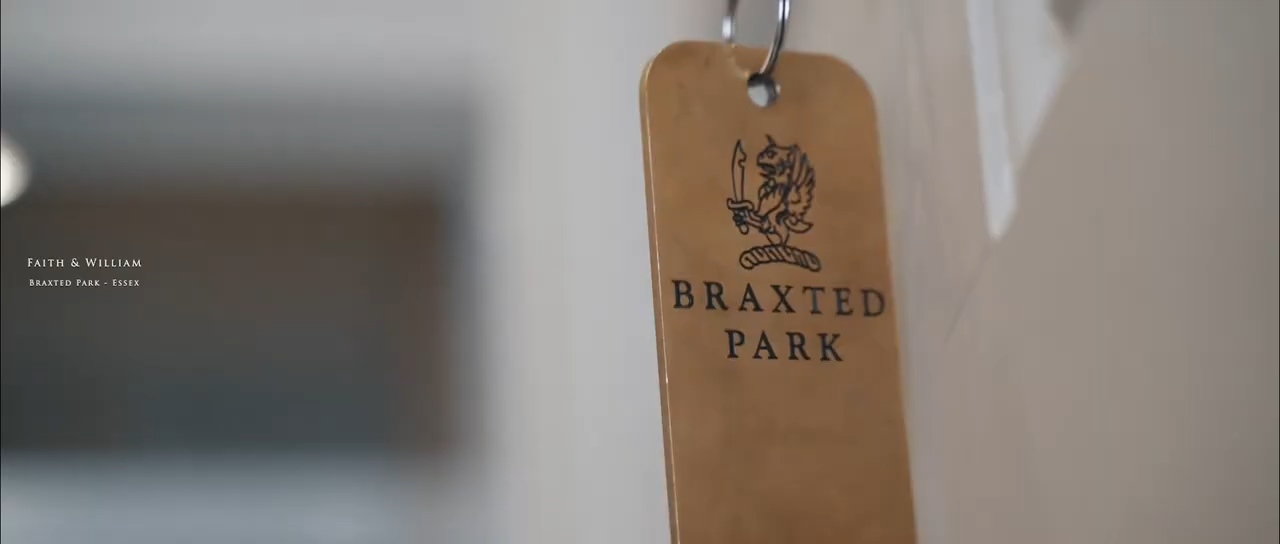 FAITH & WILLIAM
BRAXTED PARK - ESSEX
BRAXTED
PARK